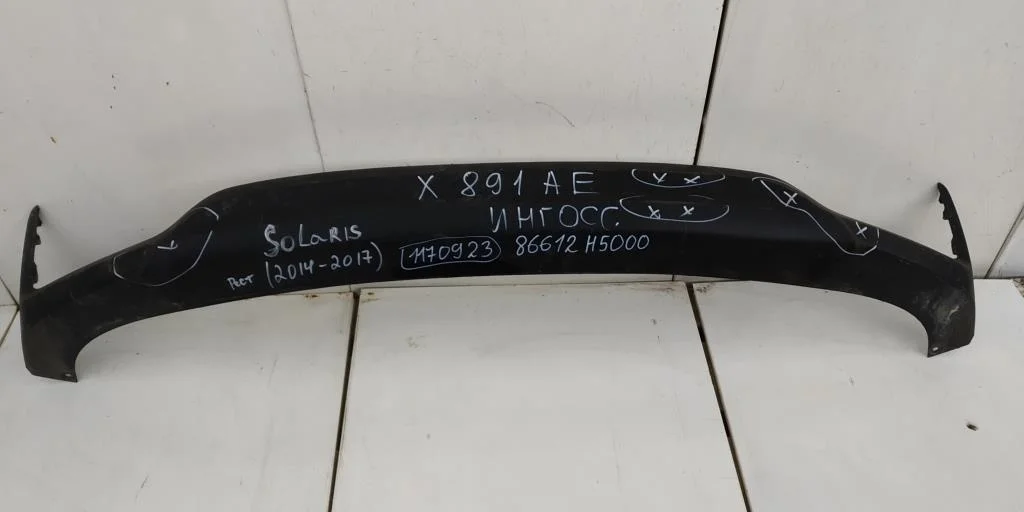 X 891 AE
ИНГОСС.
SOLARIS
Рест (2014-2017)
1170923 86612 H5000